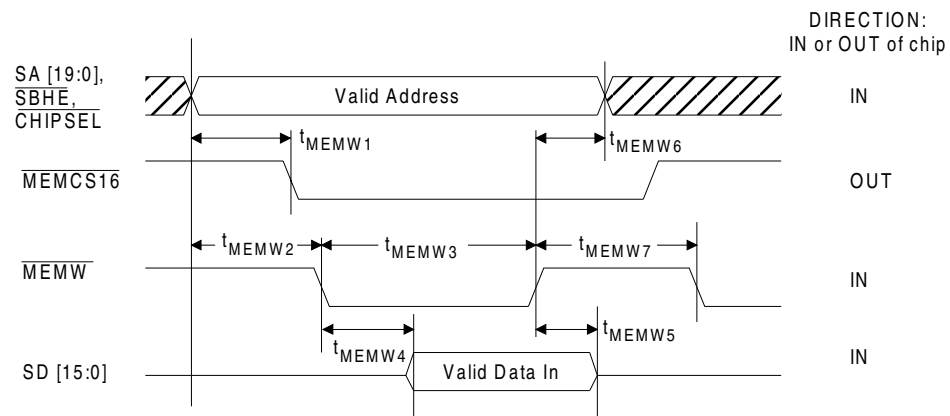 DIRECTION:
IN or OUT of chip
SA [19:0],
SBHE,
CHIPSEL
Valid Address
IN
tMEMW1
tMEMW6
MEMCS16
OUT
tMEMW2
tMEMW3
tMEMW7
MEMW
IN
tMEMW4
tMEMW5
IN
SD [15:0]
Valid Data In